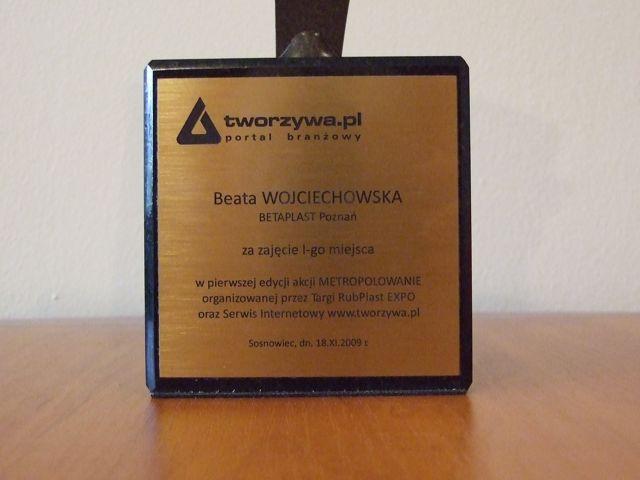 tworzywa.pl
portal branżowy
Beata WOJCIECHOWSKA
BETAPLAST Poznań
za zajęcie I-go miejsca
w pierwszej edycji akcji METROPOLOWANIE
organizowanej przez Targi RubPlast EXPO
oraz Serwis Internetowy www.tworzywa.pl
Sosnowiec, dn. 18.XI.2009 r.